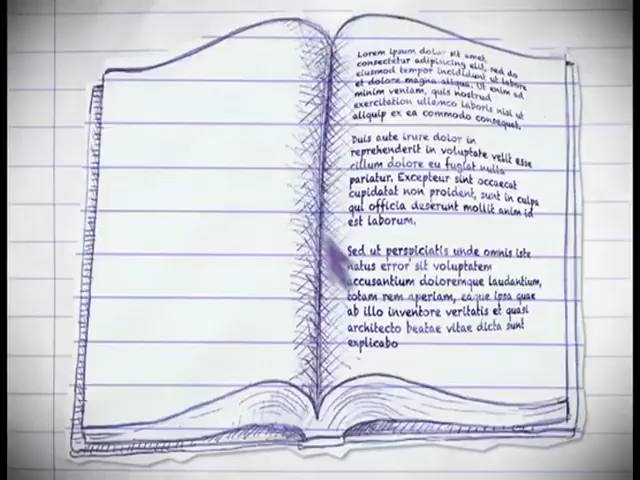 Lorem ipsum dolor sit amet,
consectetur adipisicing elit, sed do
eiusmod tempor incididunt ut labore
et dolore magna aliqua. Ut enim ad
minim veniam, quis nostrud
exercitation ullamco laboris nisi ut
aliquip ex ea commodo consequat.
Duis aute irure dolor in
reprehenderit in voluptate velit esse
cillum dolore eu fugiat nulla
pariatur. Excepteur sint occaecat
cupidatat non proident, sunt in culpa
qui officia deserunt mollit anim id
est laborum.
Sed ut perspiciatis unde omnis iste
natus error sit voluptatem
accusantium doloremque laudantium,
totam rem aperiam, eaque ipsa quae
ab illo inventore veritatis et quasi
architecto beatae vitae dicta sunt
explicabo